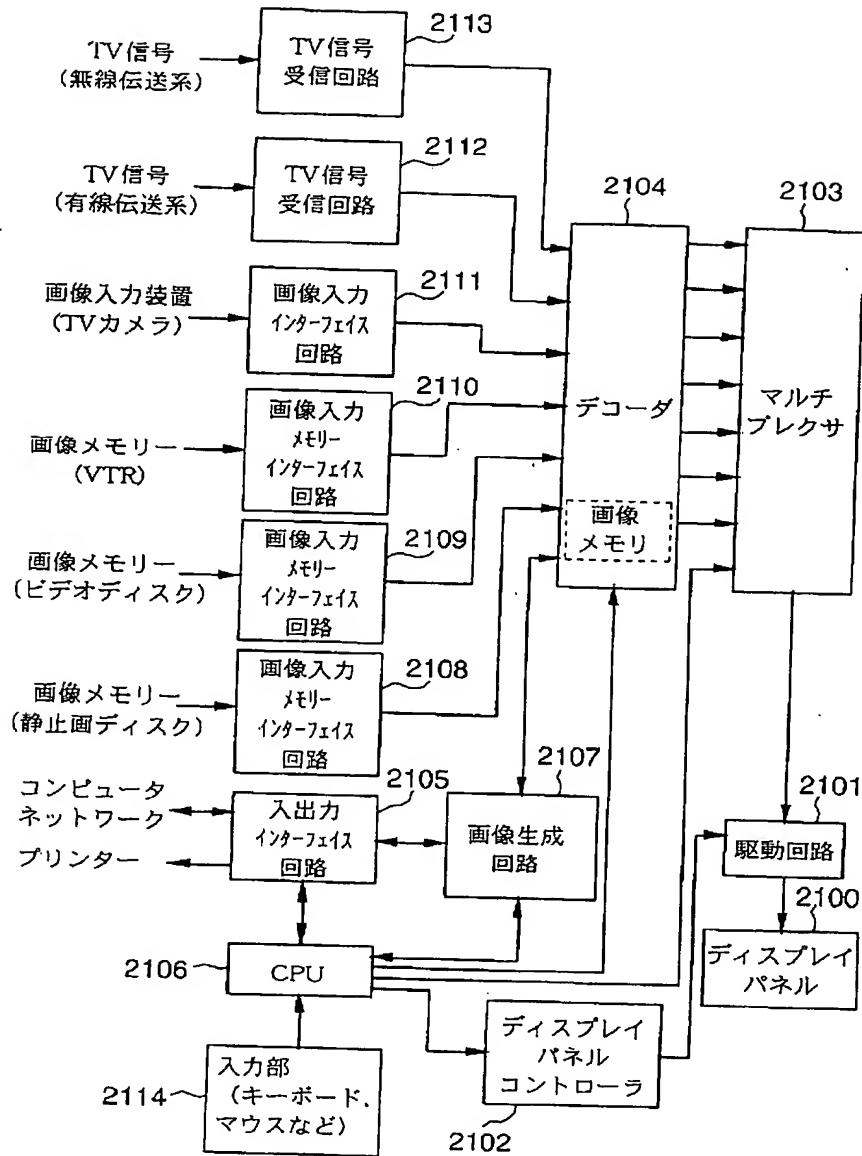 TV信号
(無線伝送系)
TV信号
受信回路
2113
TV信号
(有線伝送系)
TV信号
受信回路
2112
画像入力装置
(TVカメラ)
画像入力
インターフェイス
回路
2111
画像メモリー
(VTR)
画像入力
メモリー
インターフェイス
回路
2110
画像メモリー
(ビデオディスク)
画像入力
メモリー
インターフェイス
回路
2109
画像メモリー
(静止画ディスク)
画像入力
メモリー
インターフェイス
回路
2108
2104
デコーダ
画像
メモリ
2103
マルチ
プレクサ
コンピュータ
ネットワーク
プリンター
2105
入出力
インターフェイス
回路
2107
画像生成
回路
2101
駆動回路
2100
ディスプレイ
パネル
2106
CPU
2114
入力部
(キーボード、
マウスなど)
ディスプレイ
パネル
コントローラ
2102